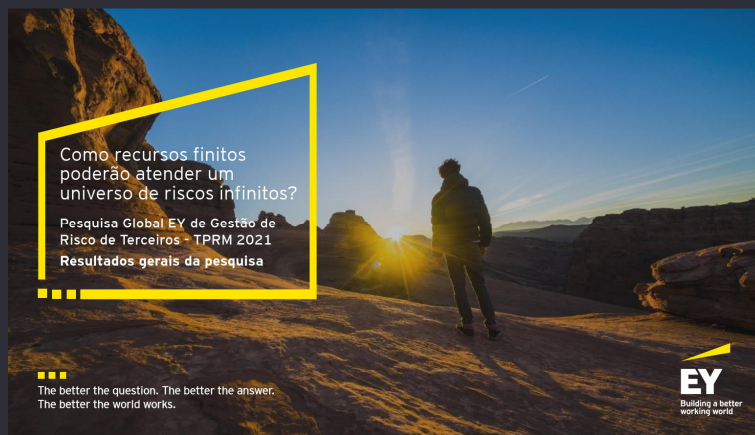 Como recursos finitos
poderão atender um
universo de riscos infinitos?
Pesquisa Global EY de Gestão de
Risco de Terceiros - TPRM 2021
Resultados gerais da pesquisa
The better the question. The better the answer.
The better the world works.
EY
Building a better
working world